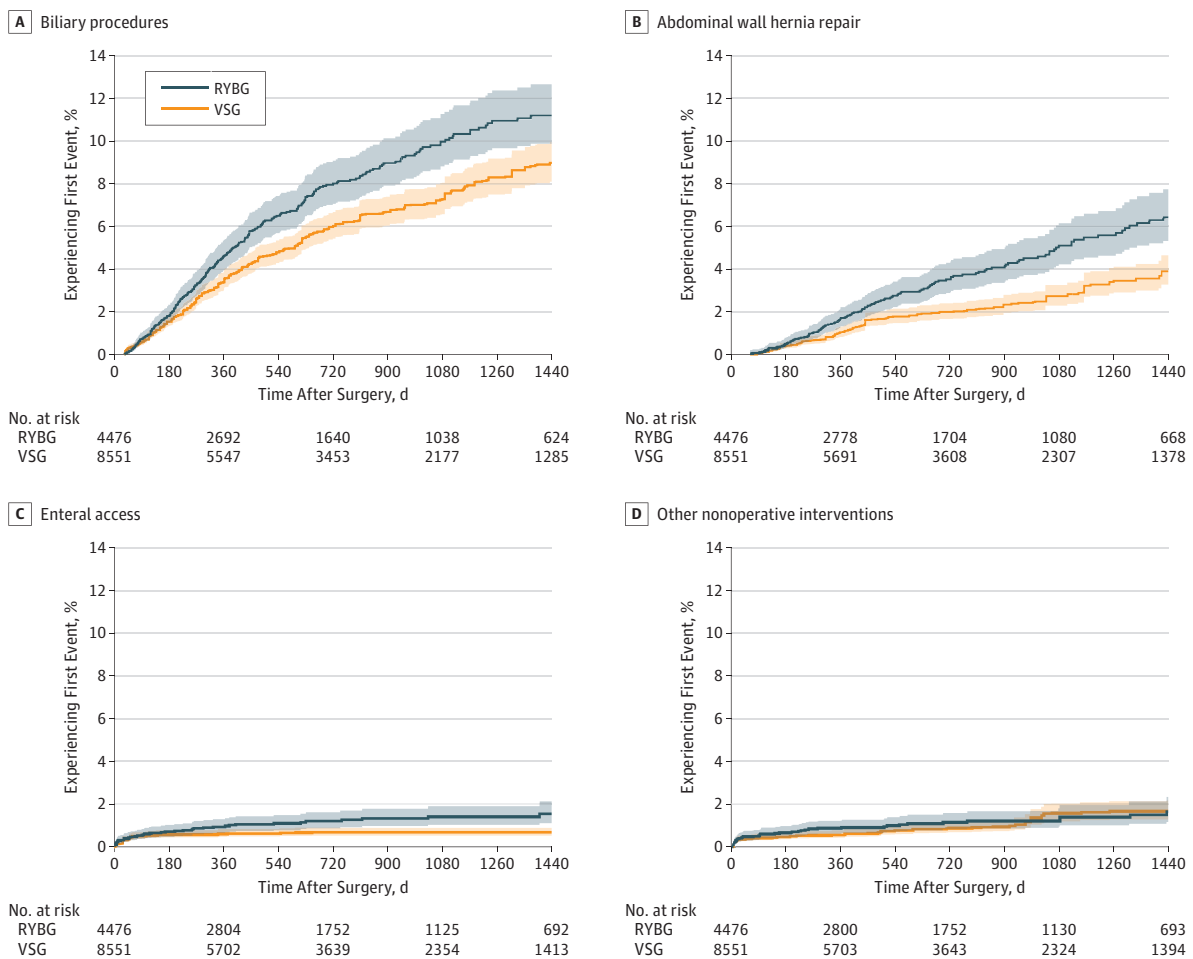 A Biliary procedures
14
12
10
8
6
4
2
0
Experiencing First Event, %
RYBG
VSG
0 180 360 540 720 900 1080 1260 1440
Time After Surgery, d
No. at risk
RYBG 4476 2692 1640 1038 624
VSG 8551 5547 3453 2177 1285
B Abdominal wall hernia repair
14
12
10
8
6
4
2
0
Experiencing First Event, %
0 180 360 540 720 900 1080 1260 1440
Time After Surgery, d
No. at risk
RYBG 4476 2778 1704 1080 668
VSG 8551 5691 3608 2307 1378
C Enteral access
14
12
10
8
6
4
2
0
Experiencing First Event, %
0 180 360 540 720 900 1080 1260 1440
Time After Surgery, d
No. at risk
RYBG 4476 2804 1752 1125 692
VSG 8551 5702 3639 2354 1413
D Other nonoperative interventions
14
12
10
8
6
4
2
0
Experiencing First Event, %
0 180 360 540 720 900 1080 1260 1440
Time After Surgery, d
No. at risk
RYBG 4476 2800 1752 1130 693
VSG 8551 5703 3643 2324 1394